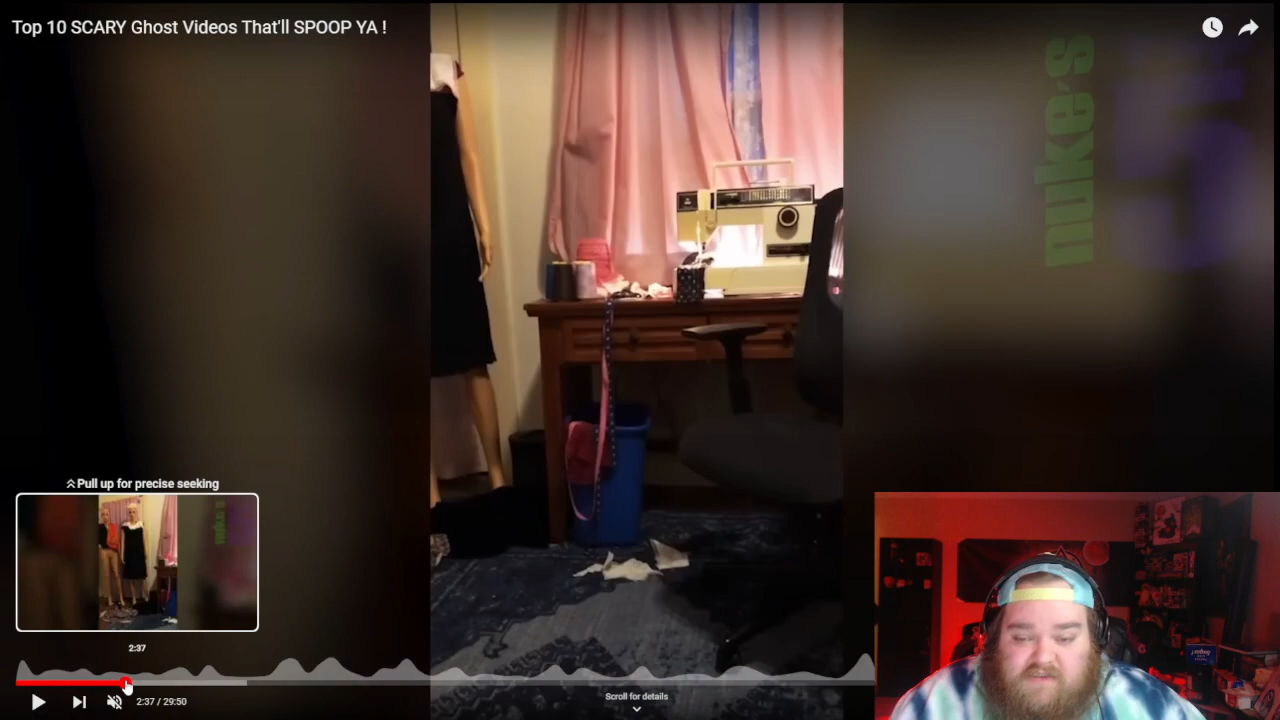 Top 10 SCARY Ghost Videos That'll SPOOP YA !
nuke's
5
Pull up for precise seeking
2:37
2:37 / 29:50
Scroll for details